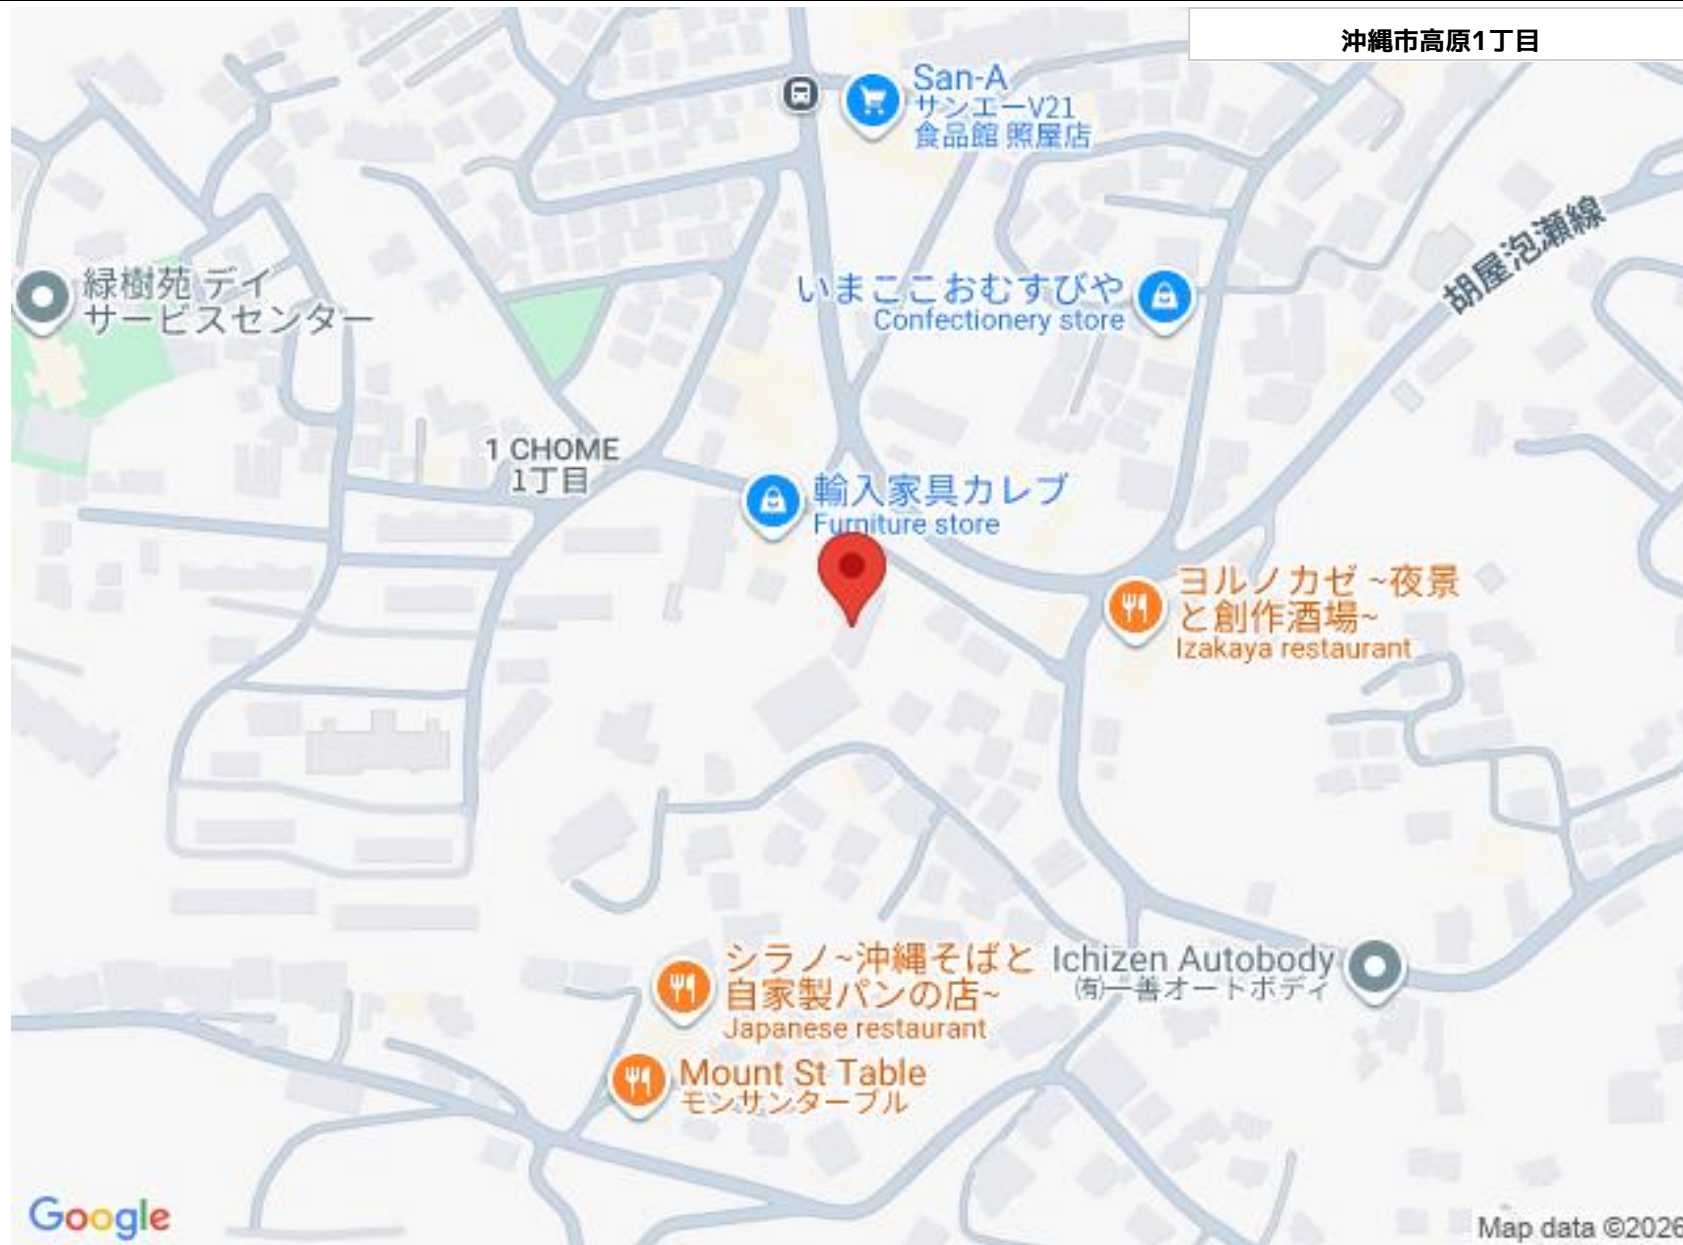 沖縄市高原1丁目
San-A
サンエーV21
食品館 照屋店
胡屋泡瀬線
緑樹苑 デイ
サービスセンター
いまここおむすびや
Confectionery store
1 CHOME
1丁目
輸入家具カレブ
Furniture store
ヨルノカゼ ~夜景
と創作酒場~
Izakaya restaurant
シラノ~沖縄そばと
自家製パンの店~
Japanese restaurant
Ichizen Autobody
㈲一善オートボディ
Mount St Table
モンサンターブル
Google
Map data ©2026